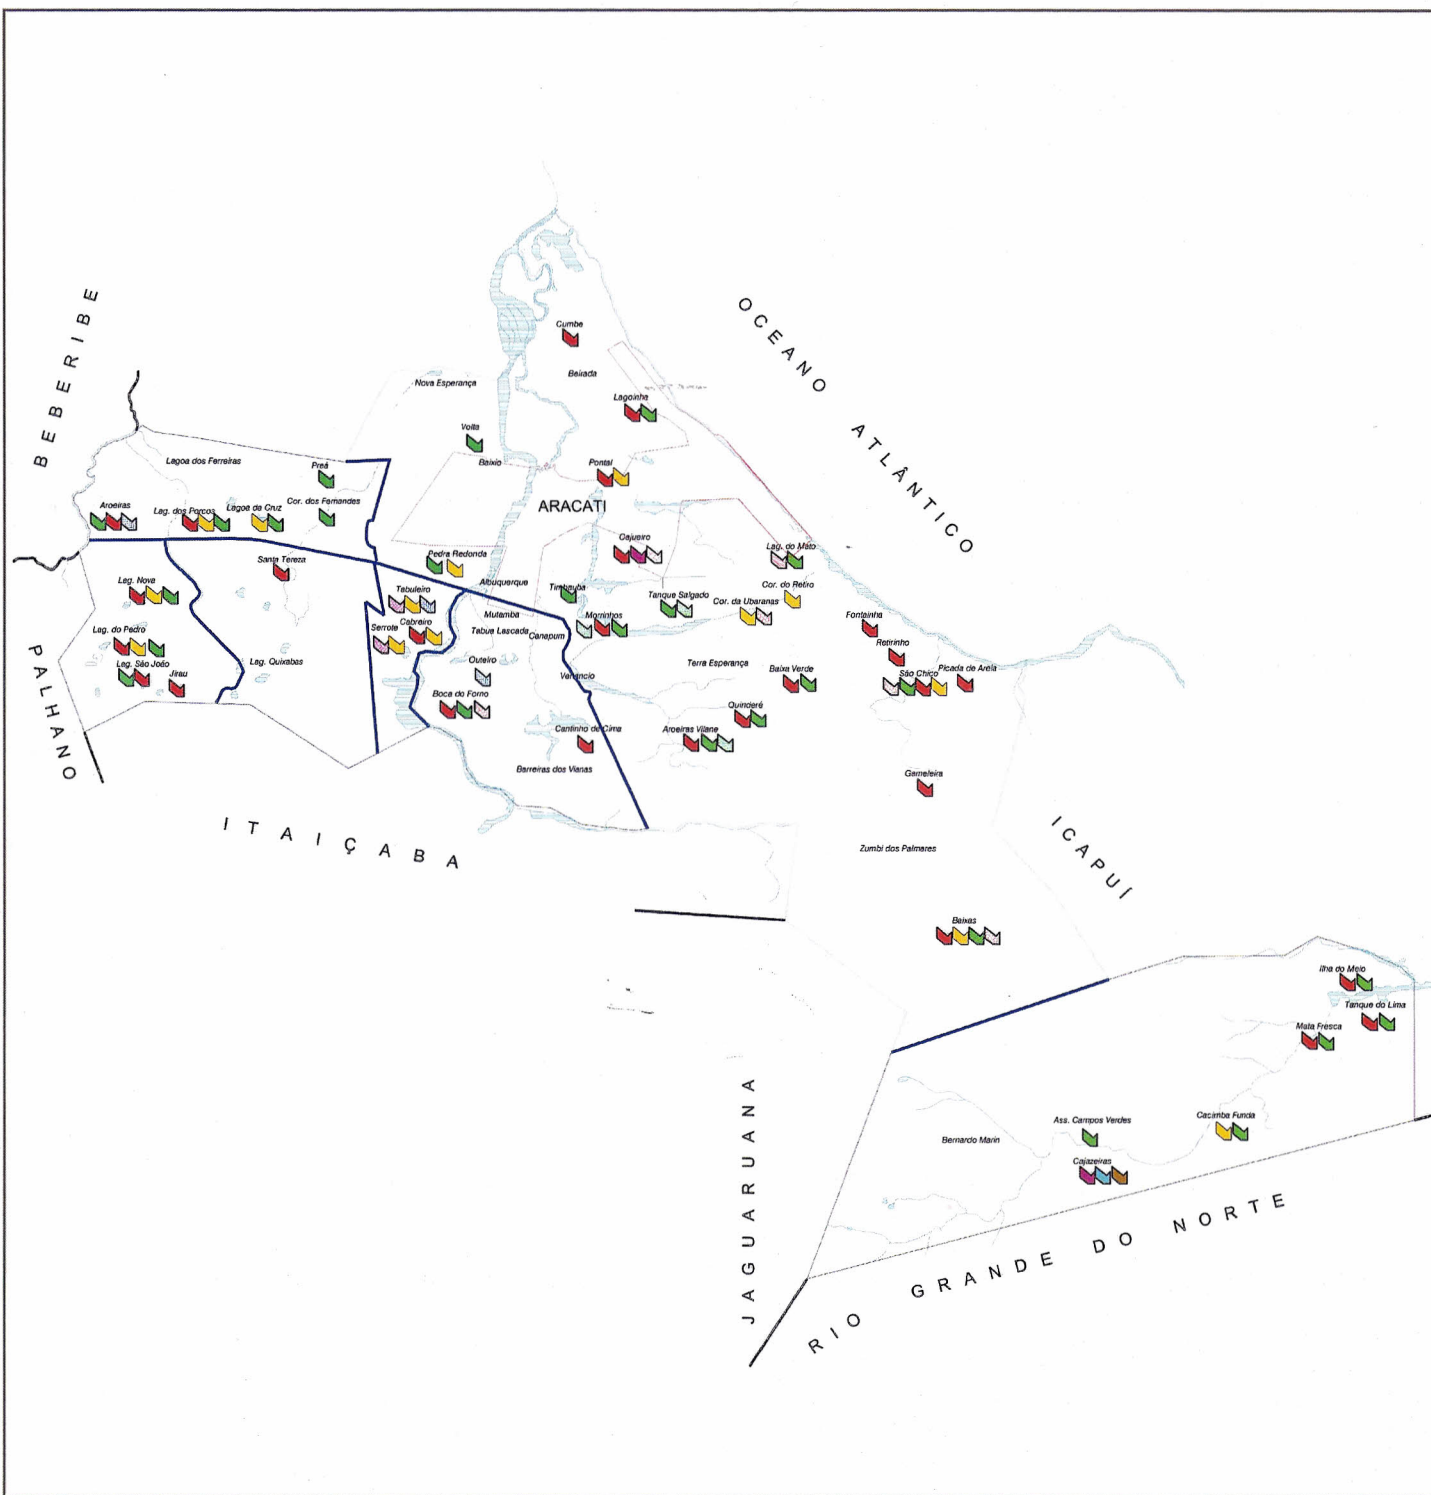 BEBERIBE
OCEANO ATLÂNTICO
Cumbe
Beirada
Nova Esperança
Lagoinha
Volta
Baixio
Pontal
ARACATI
Lagoa dos Ferreiras
Preá
Aroeiras
Lag. dos Porcos
Lagoa da Cruz
Cor. dos Fernandes
Santa Tereza
Pedra Redonda
Cajueiro
Lag. do Mato
Lag. Nova
Tabuleiro
Albuquerque
Timbauba
Tanque Salgado
Cor. do Retiro
Cor. da Ubaranas
Mutamba
Morrinhos
Fontainha
Lag. do Pedro
Serrote
Cabreiro
Tabua Lascada
Canapum
Retirinho
Lag. São João
Jirau
Lag. Quixabas
Outeiro
Venancio
Terra Esperança
Baixa Verde
São Chico
Picada de Areia
Boca do Forno
Quinderé
Cantinho de Cima
Aroeiras Vilane
Barreiras dos Vianas
Gameleira
PALHANO
ITAIÇABA
Zumbi dos Palmares
ICAPUÍ
Baixas
Ilha do Meio
Tanque do Lima
Mata Fresca
Cacimba Funda
Ass. Campos Verdes
Bernardo Marin
Cajazeiras
JAGUARUANA
RIO GRANDE DO NORTE